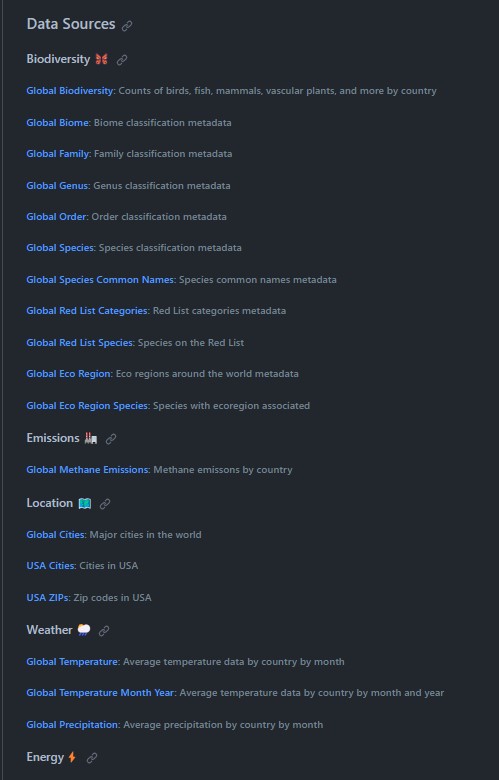 Data Sources
Biodiversity
Global Biodiversity: Counts of birds, fish, mammals, vascular plants, and more by country
Global Biome: Biome classification metadata
Global Family: Family classification metadata
Global Genus: Genus classification metadata
Global Order: Order classification metadata
Global Species: Species classification metadata
Global Species Common Names: Species common names metadata
Global Red List Categories: Red List categories metadata
Global Red List Species: Species on the Red List
Global Eco Region: Eco regions around the world metadata
Global Eco Region Species: Species with ecoregion associated
Emissions
Global Methane Emissions: Methane emissons by country
Location
Global Cities: Major cities in the world
USA Cities: Cities in USA
USA ZIPs: Zip codes in USA
Weather
Global Temperature: Average temperature data by country by month
Global Temperature Month Year: Average temperature data by country by month and year
Global Precipitation: Average precipitation by country by month
Energy